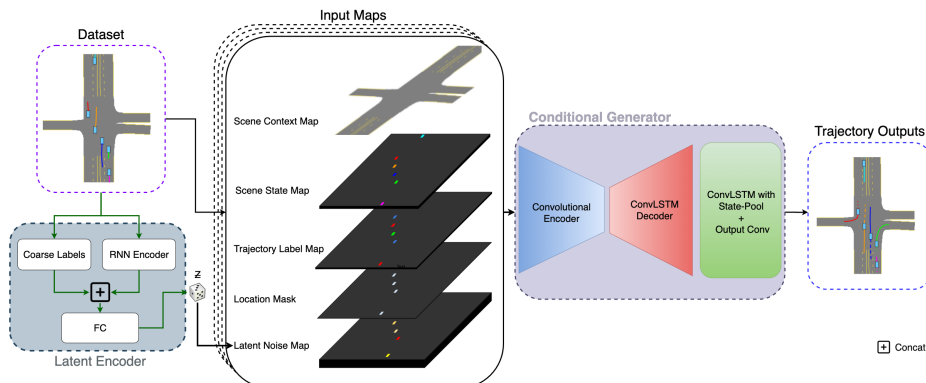 Dataset
Input Maps
Scene Context Map
Scene State Map
Trajectory Label Map
Location Mask
Latent Noise Map
Coarse Labels
RNN Encoder
+
FC
z
Latent Encoder
Conditional Generator
Convolutional
Encoder
ConvLSTM
Decoder
ConvLSTM with
State-Pool
+
Output Conv
Trajectory Outputs
+ Concat